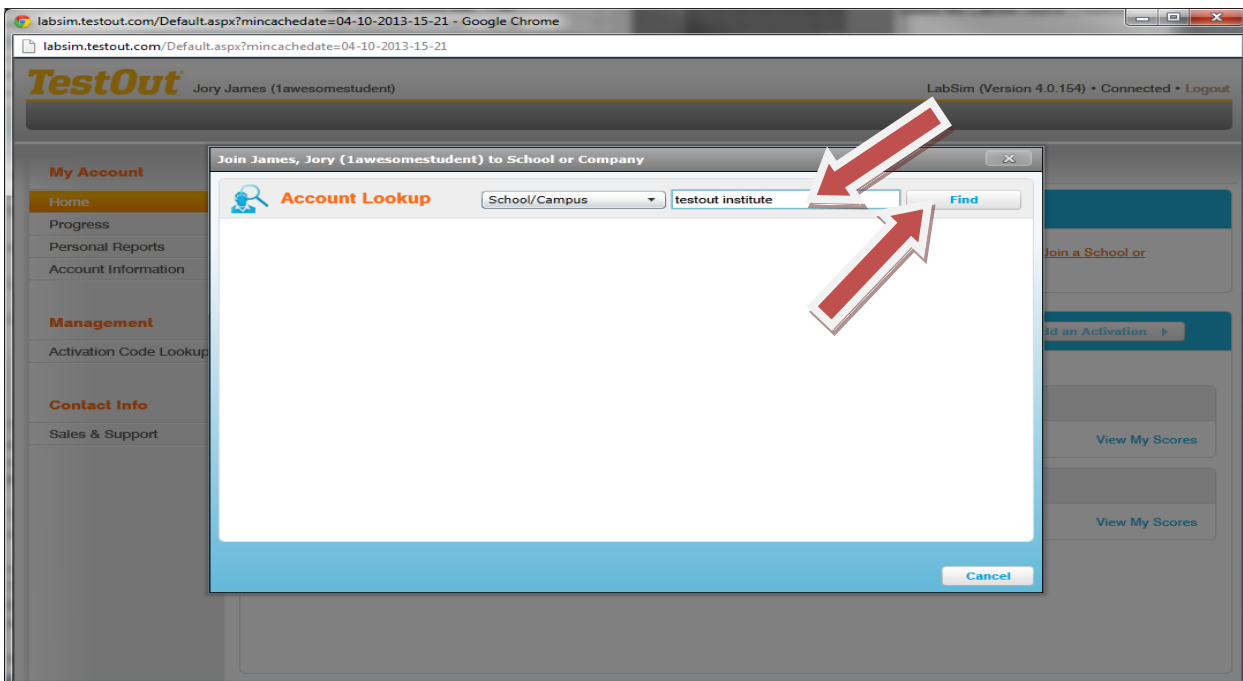 labsim.testout.com/Default.aspx?mincachedate=04-10-2013-15-21 - Google Chrome
labsim.testout.com/Default.aspx?mincachedate=04-10-2013-15-21
TestOut Jory James (1awesomestudent) LabSim (Version 4.0.154) • Connected • Logout
Join James, Jory (1awesomestudent) to School or Company
Account Lookup School/Campus testout institute Find
My Account
Home
Progress
Personal Reports
Account Information
Join a School or
Management
Activation Code Lookup
an Activation
Contact Info
Sales & Support
View My Scores
View My Scores
Cancel